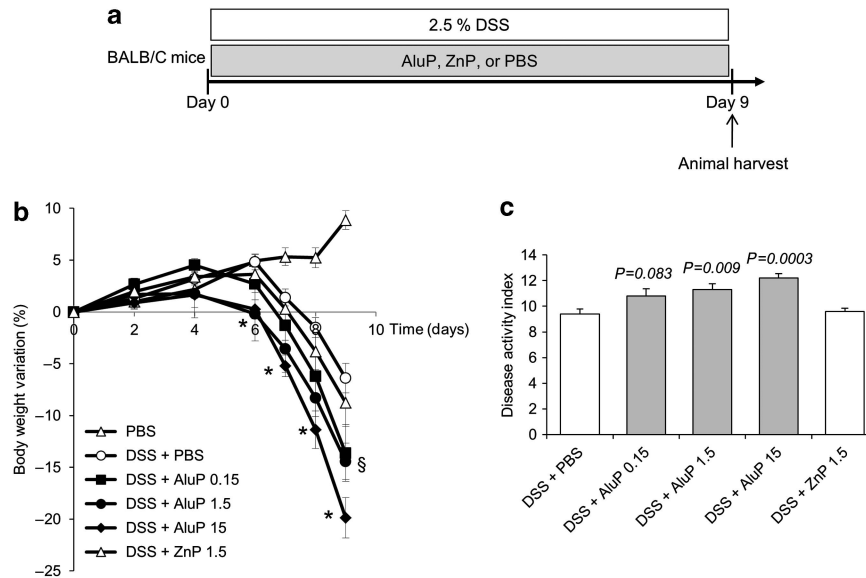 a
2.5 % DSS
BALB/C mice
AluP, ZnP, or PBS
Day 0
Day 9
Animal harvest
b
Body weight variation (%)
10
5
0
–5
–10
–15
–20
–25
0
2
4
6
8
10 Time (days)
*
*
*
*
§
PBS
DSS + PBS
DSS + AluP 0.15
DSS + AluP 1.5
DSS + AluP 15
DSS + ZnP 1.5
c
Disease activity index
14
12
10
8
6
4
2
0
P=0.083
P=0.009
P=0.0003
DSS + PBS
DSS + AluP 0.15
DSS + AluP 1.5
DSS + AluP 15
DSS + ZnP 1.5